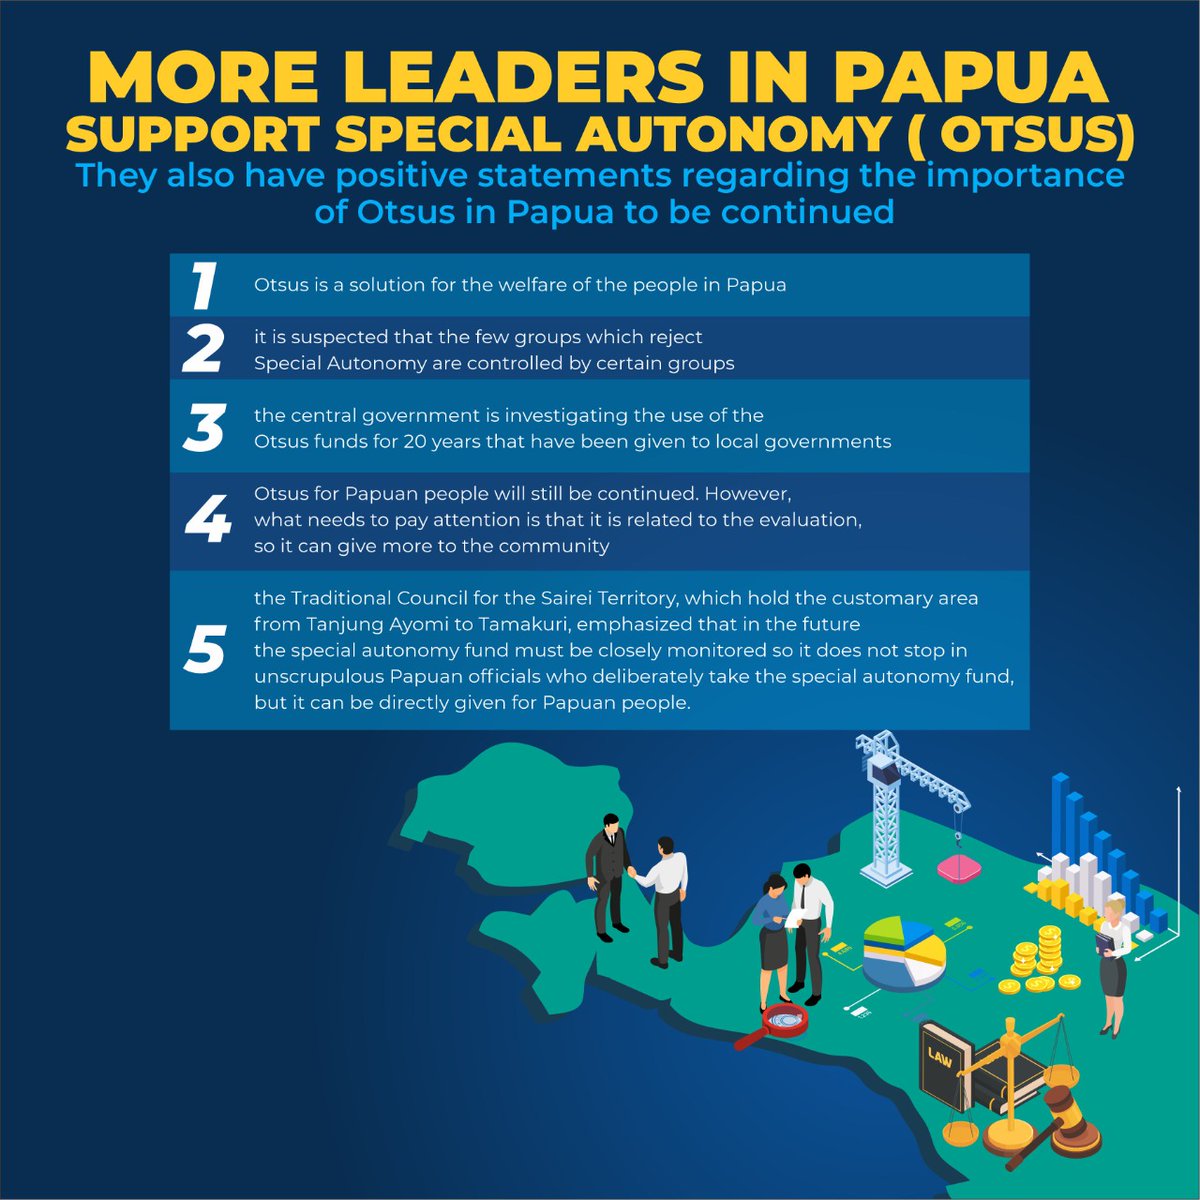 MORE LEADERS IN PAPUA
SUPPORT SPECIAL AUTONOMY ( OTSUS)
They also have positive statements regarding the importance
of Otsus in Papua to be continued
1
Otsus is a solution for the welfare of the people in Papua
2
it is suspected that the few groups which reject
Special Autonomy are controlled by certain groups
3
the central government is investigating the use of the
Otsus funds for 20 years that have been given to local governments
4
Otsus for Papuan people will still be continued. However,
what needs to pay attention is that it is related to the evaluation,
so it can give more to the community
5
the Traditional Council for the Sairei Territory, which hold the customary area
from Tanjung Ayomi to Tamakuri, emphasized that in the future
the special autonomy fund must be closely monitored so it does not stop in
unscrupulous Papuan officials who deliberately take the special autonomy fund,
but it can be directly given for Papuan people.
LAW